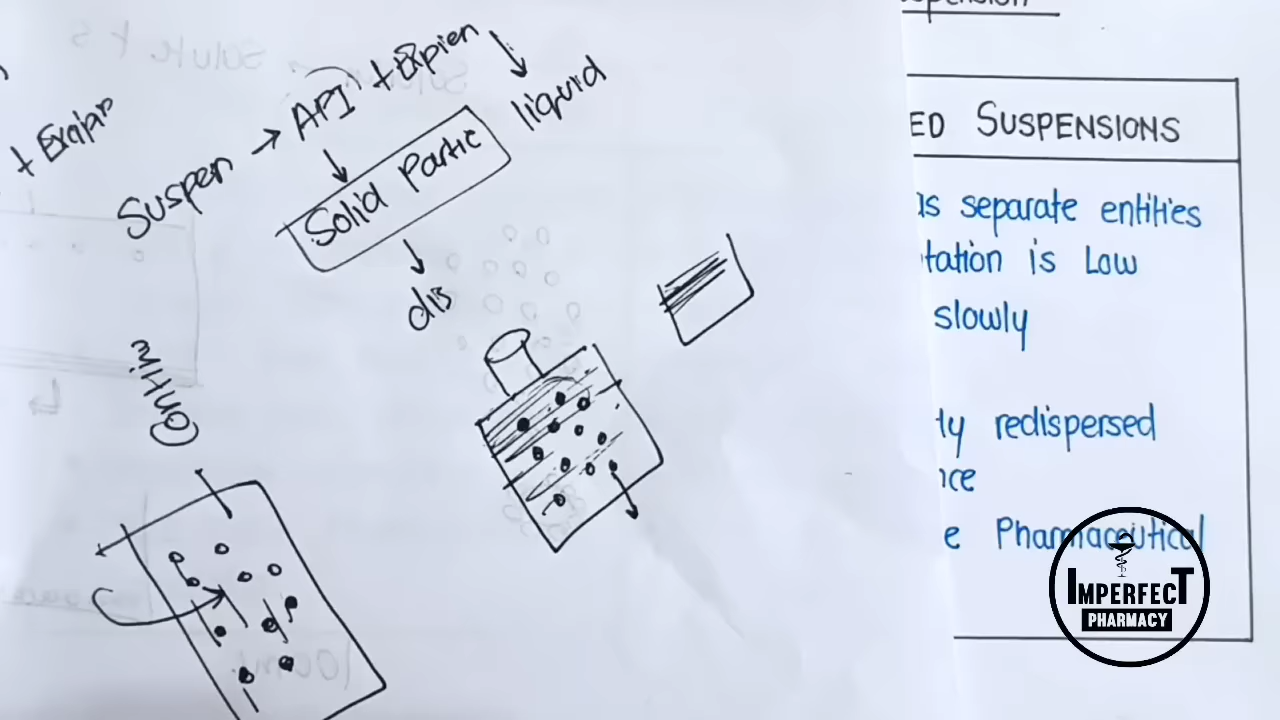 + Excipien
Suspen → API + Expien
liquid
Solid Partic
dis
Contin
ED SUSPENSIONS
as separate entities
tation is Low
slowly
ly redispersed
nce
e Pharmaceutical
IMPERFECT
PHARMACY